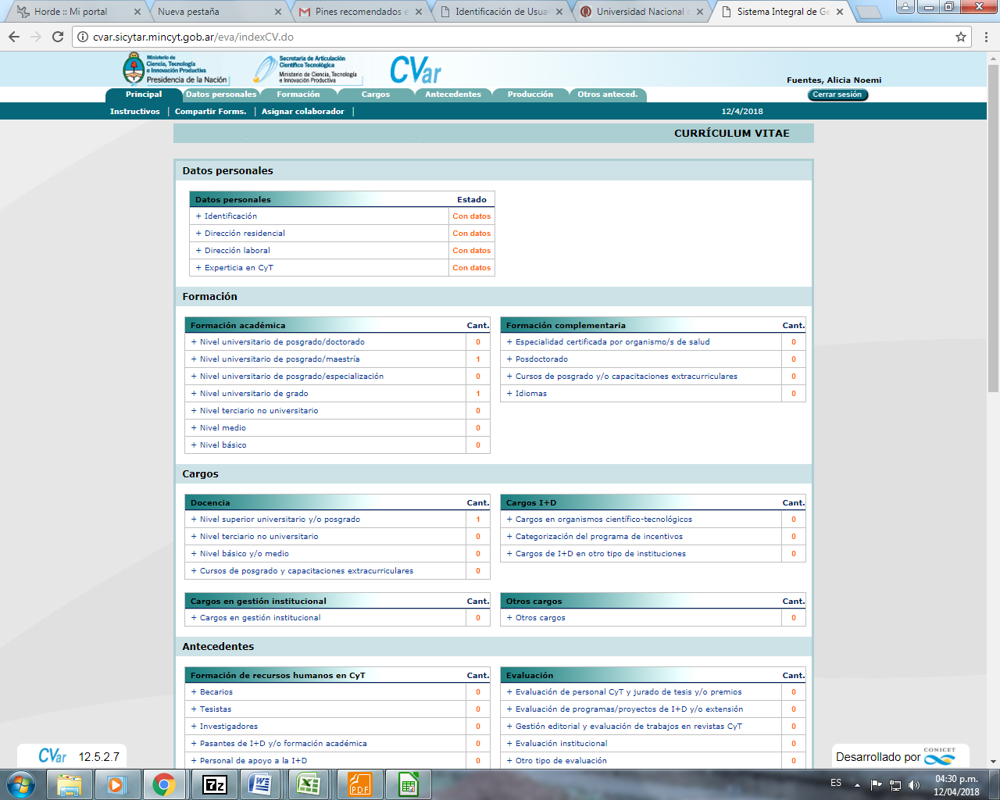 Horde :: Mi portal
Nueva pestaña
Pines recomendados e
Identificación de Usua
Universidad Nacional d
Sistema Integral de Ge
cvar.sicytar.mincyt.gob.ar/eva/indexCV.do
Ministerio de
Ciencia, Tecnología
e Innovación Productiva
Presidencia de la Nación
Secretaría de Articulación
Científico Tecnológica
Ministerio de Ciencia, Tecnología
e Innovación Productiva
CVar
Fuentes, Alicia Noemi
Principal Datos personales Formación Cargos Antecedentes Producción Otros anteced. Cerrar sesión
Instructivos | Compartir Forms. | Asignar colaborador | 12/4/2018
CURRÍCULUM VITAE
Datos personales
Datos personales Estado
+ Identificación Con datos
+ Dirección residencial Con datos
+ Dirección laboral Con datos
+ Experticia en CyT Con datos
Formación
Formación académica Cant.
+ Nivel universitario de posgrado/doctorado 0
+ Nivel universitario de posgrado/maestría 1
+ Nivel universitario de posgrado/especialización 0
+ Nivel universitario de grado 1
+ Nivel terciario no universitario 0
+ Nivel medio 0
+ Nivel básico 0
Formación complementaria Cant.
+ Especialidad certificada por organismo/s de salud 0
+ Posdoctorado 0
+ Cursos de posgrado y/o capacitaciones extracurriculares 0
+ Idiomas 0
Cargos
Docencia Cant.
+ Nivel superior universitario y/o posgrado 1
+ Nivel terciario no universitario 0
+ Nivel básico y/o medio 0
+ Cursos de posgrado y capacitaciones extracurriculares 0
Cargos I+D Cant.
+ Cargos en organismos científico-tecnológicos 0
+ Categorización del programa de incentivos 0
+ Cargos de I+D en otro tipo de instituciones 0
Cargos en gestión institucional Cant.
+ Cargos en gestión institucional 0
Otros cargos Cant.
+ Otros cargos 0
Antecedentes
Formación de recursos humanos en CyT Cant.
+ Becarios 0
+ Tesistas 0
+ Investigadores 0
+ Pasantes de I+D y/o formación académica 0
+ Personal de apoyo a la I+D 0
Evaluación Cant.
+ Evaluación de personal CyT y jurado de tesis y/o premios 0
+ Evaluación de programas/proyectos de I+D y/o extensión 0
+ Gestión editorial y evaluación de trabajos en revistas CyT 0
+ Evaluación institucional 0
+ Otro tipo de evaluación 0
CVar 12.5.2.7
Desarrollado por CONICET
7z
PDF
ES
04:30 p.m.
12/04/2018